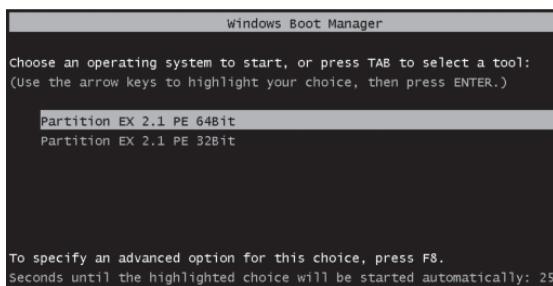 Windows Boot Manager
Choose an operating system to start, or press TAB to select a tool:
(Use the arrow keys to highlight your choice, then press ENTER.)
Partition EX 2.1 PE 64Bit
Partition EX 2.1 PE 32Bit
To specify an advanced option for this choice, press F8.
Seconds until the highlighted choice will be started automatically: 25